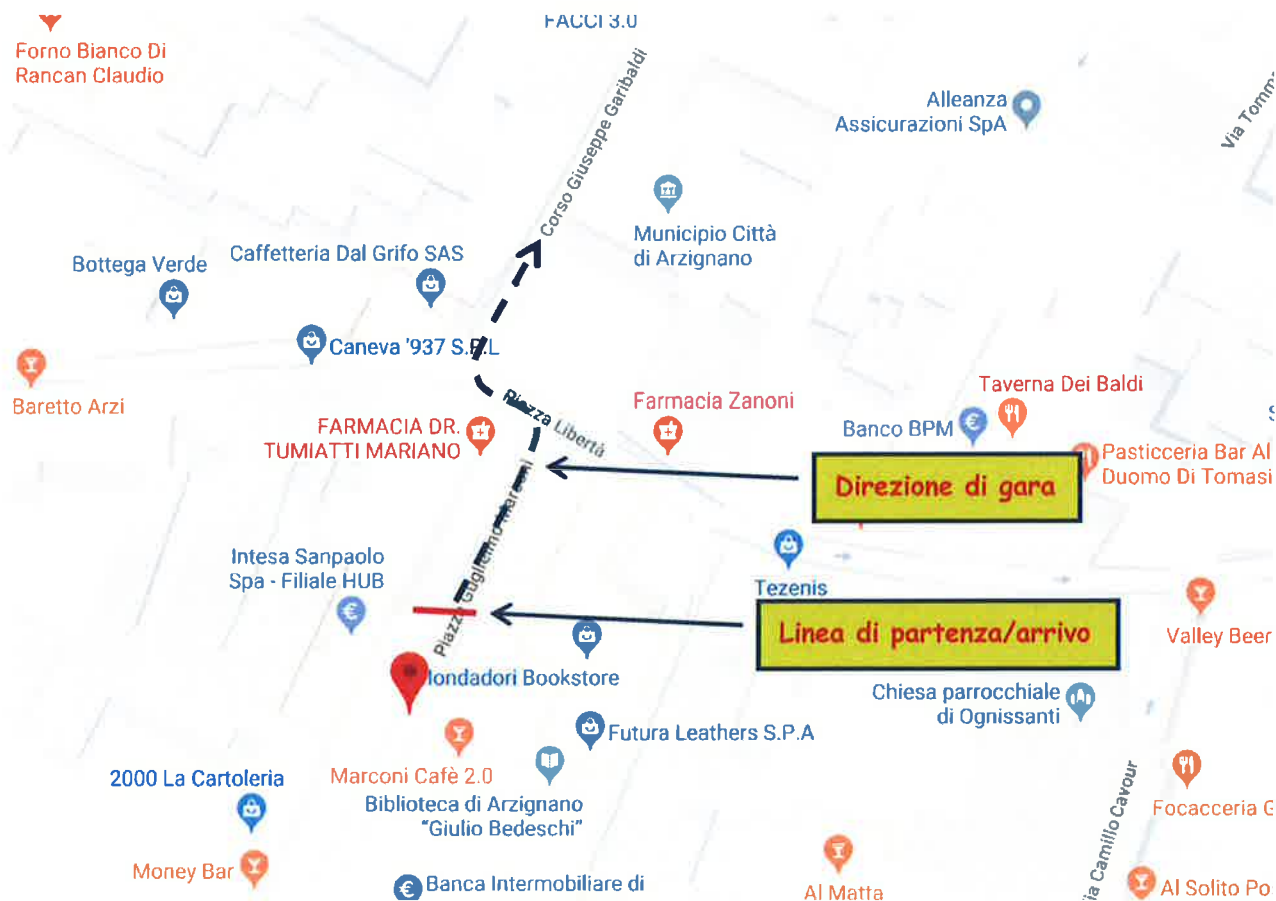 FACCI 3.0
Forno Bianco Di
Rancan Claudio
Corso Giuseppe Garibaldi
Alleanza
Assicurazioni SpA
Via Tomm
Municipio Città
di Arzignano
Caffetteria Dal Grifo SAS
Bottega Verde
Caneva '937 S.R.L
Baretto Arzi
Piazza Libertà
FARMACIA DR.
TUMIATTI MARIANO
Farmacia Zanoni
Taverna Dei Baldi
Banco BPM
S
Pasticceria Bar Al
Duomo Di Tomasi
Direzione di gara
Piazza Guglielmo Marconi
Intesa Sanpaolo
Spa - Filiale HUB
Tezenis
Linea di partenza/arrivo
Valley Beer
ondadori Bookstore
Chiesa parrocchiale
di Ognissanti
Futura Leathers S.P.A
Marconi Cafè 2.0
2000 La Cartoleria
Biblioteca di Arzignano
"Giulio Bedeschi"
Focacceria G
ia Camillo Cavour
Money Bar
Banca Intermobiliare di
Al Matta
Al Solito Po